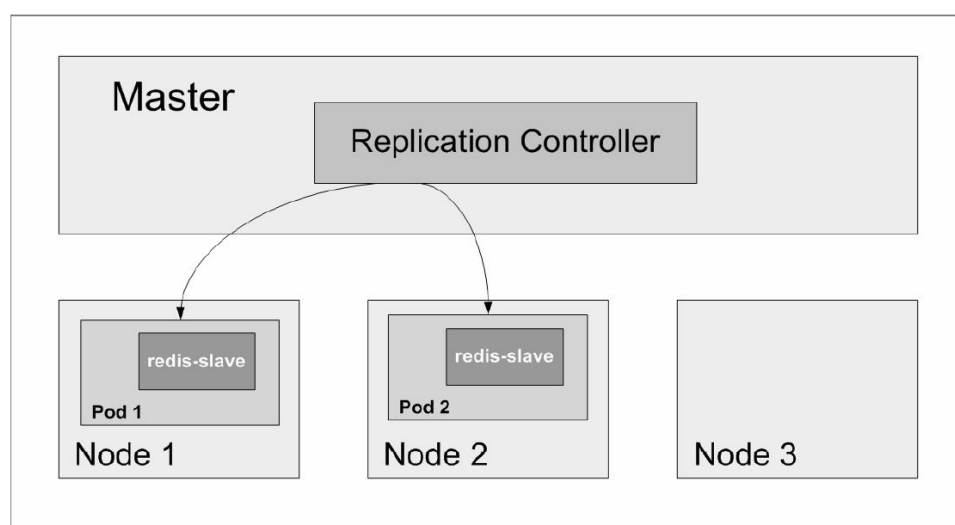 Master
Replication Controller
redis-slave
Pod 1
Node 1
redis-slave
Pod 2
Node 2
Node 3